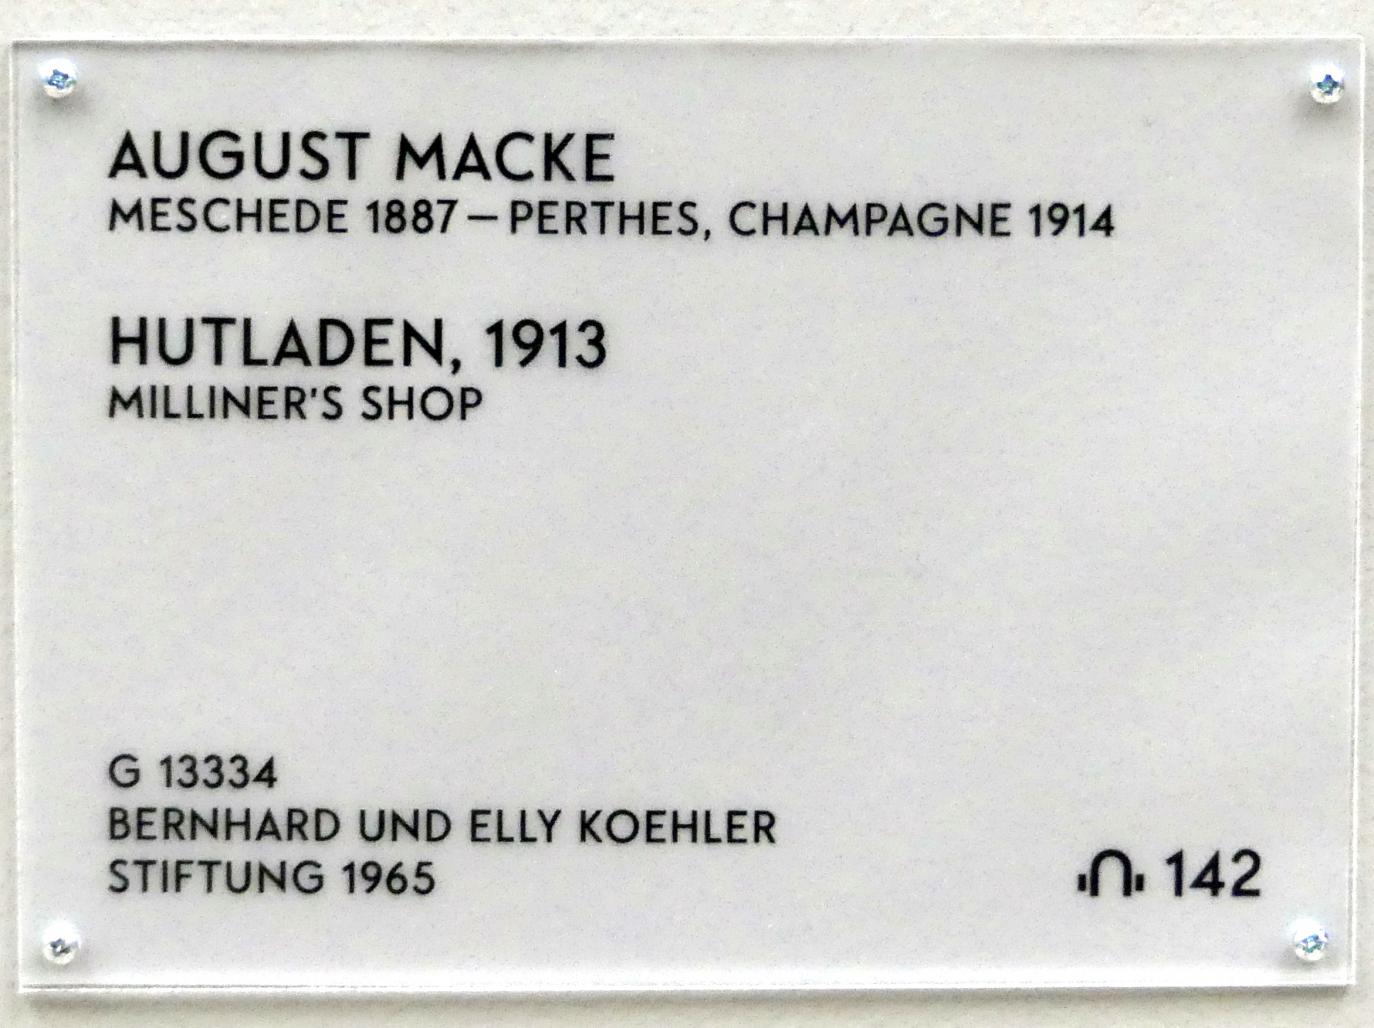 AUGUST MACKE
MESCHEDE 1887 – PERTHES, CHAMPAGNE 1914
HUTLADEN, 1913
MILLINER'S SHOP
G 13334
BERNHARD UND ELLY KOEHLER
STIFTUNG 1965
142